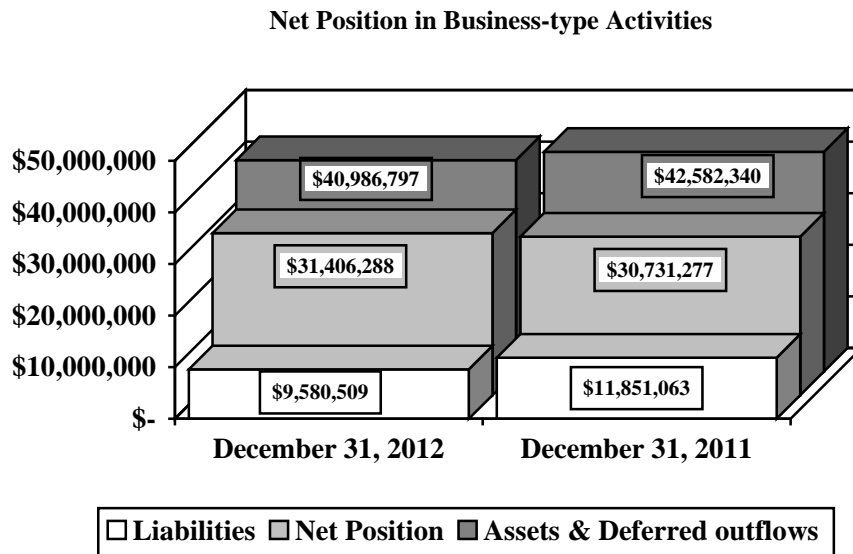 Net Position in Business-type Activities
$50,000,000
$40,000,000
$30,000,000
$20,000,000
$10,000,000
$-
$40,986,797
$42,582,340
$31,406,288
$30,731,277
$9,580,509
$11,851,063
December 31, 2012
December 31, 2011
Liabilities
Net Position
Assets & Deferred outflows